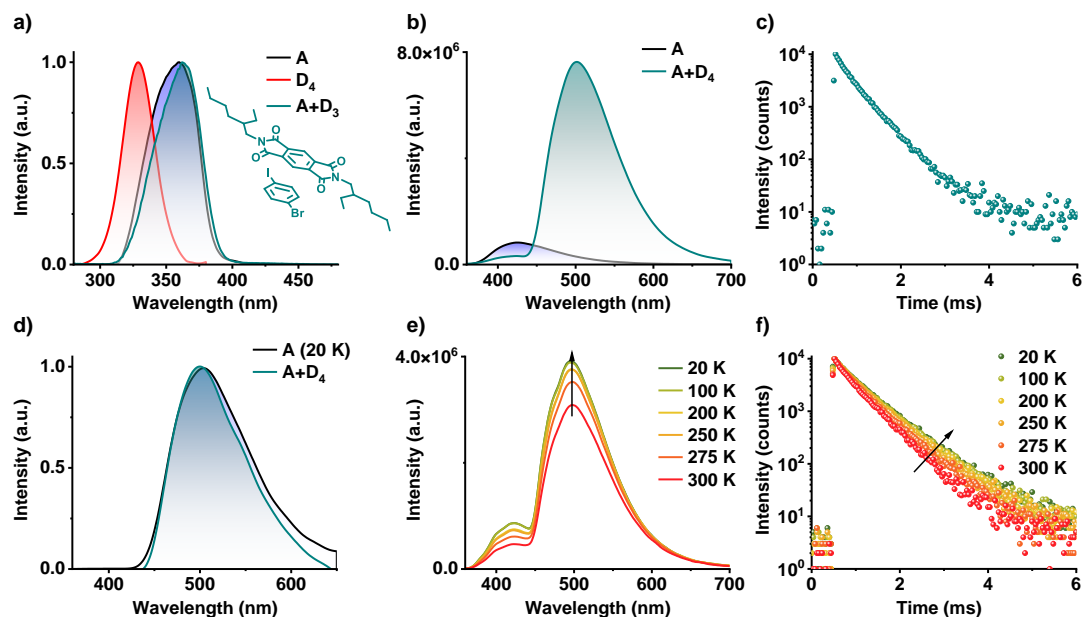 a)
Intensity (a.u.)
1.0
0.5
0.0
300
350
400
450
Wavelength (nm)
A
D4
A+D3
O
O
N
N
O
O
I
Br
b)
Intensity (a.u.)
8.0×10⁶
0.0
400
500
600
700
Wavelength (nm)
A
A+D₄
c)
Intensity (counts)
10⁴
10³
10²
10¹
10⁰
0
2
4
6
Time (ms)
d)
Intensity (a.u.)
1.0
0.5
0.0
400
500
600
Wavelength (nm)
A (20 K)
A+D₄
e)
Intensity (a.u.)
4.0×10⁶
0.0
400
500
600
700
Wavelength (nm)
20 K
100 K
200 K
250 K
275 K
300 K
f)
Intensity (counts)
10⁴
10³
10²
10¹
10⁰
0
2
4
6
Time (ms)
20 K
100 K
200 K
250 K
275 K
300 K